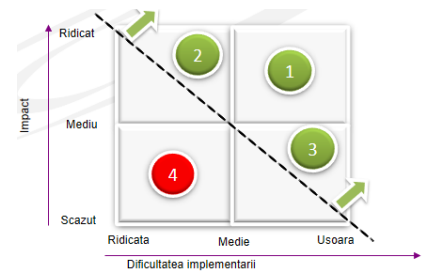 Ridicat
2
1
Impact
Mediu
3
4
Scazut
Ridicata
Medie
Usoara
Dificultatea implementarii